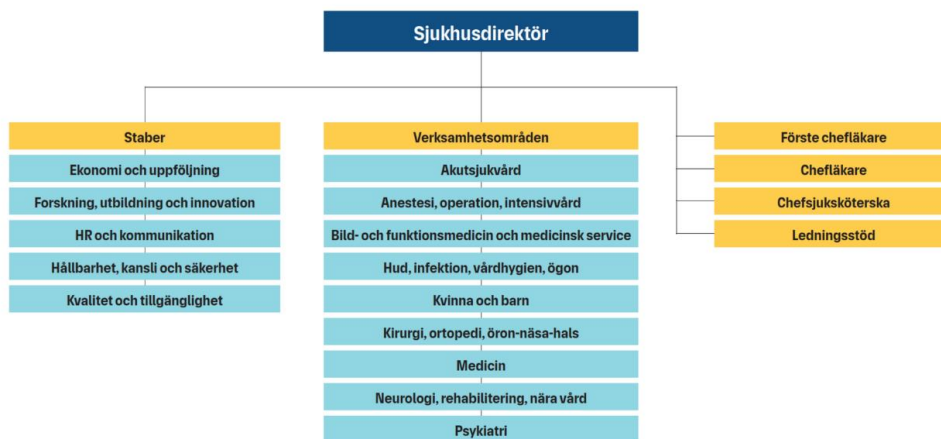 Sjukhusdirektör
Staber
Ekonomi och uppföljning
Forskning, utbildning och innovation
HR och kommunikation
Hållbarhet, kansli och säkerhet
Kvalitet och tillgänglighet
Verksamhetsområden
Akutsjukvård
Anestesi, operation, intensivvård
Bild- och funktionsmedicin och medicinsk service
Hud, infektion, vårdhygien, ögon
Kvinna och barn
Kirurgi, ortopedi, öron-näsa-hals
Medicin
Neurologi, rehabilitering, nära vård
Psykiatri
Förste chefläkare
Chefläkare
Chefsjuksköterska
Ledningsstöd